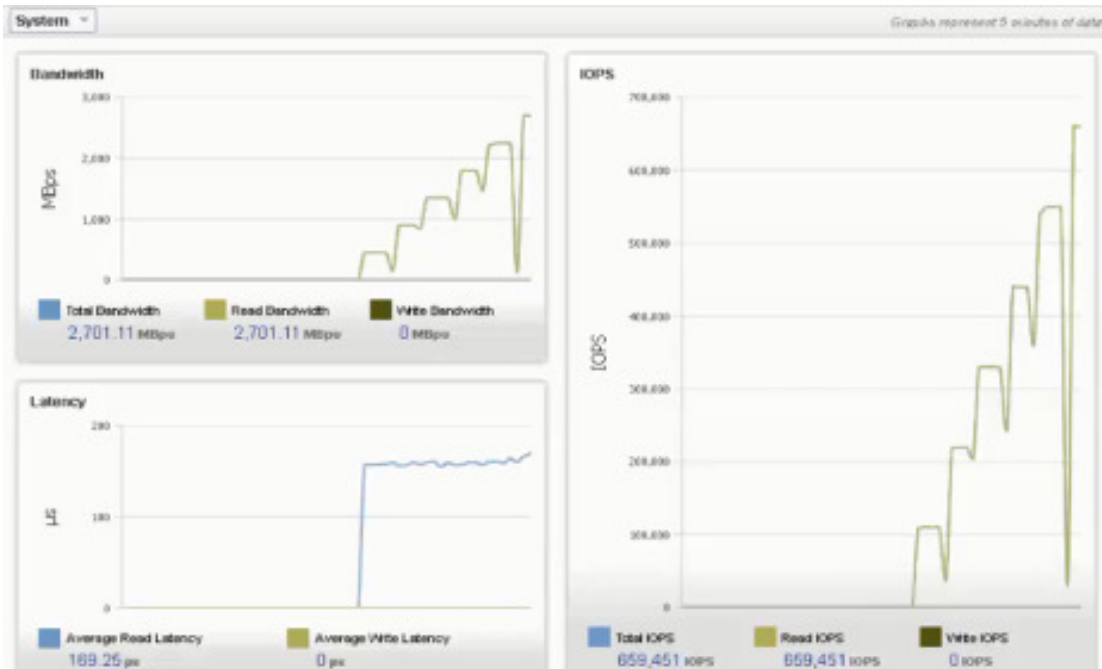 System
Graphs represent 5 minutes of data
Bandwidth
3,000
2,000
1,000
0
MBps
Total Bandwidth
Read Bandwidth
Write Bandwidth
2,701.11 MBps
2,701.11 MBps
0 MBps
Latency
200
100
0
µs
Average Read Latency
Average Write Latency
169.25 µs
0 µs
IOPS
700,000
600,000
500,000
400,000
300,000
200,000
100,000
0
IOPS
Total IOPS
Read IOPS
Write IOPS
659,451 IOPS
659,451 IOPS
0 IOPS